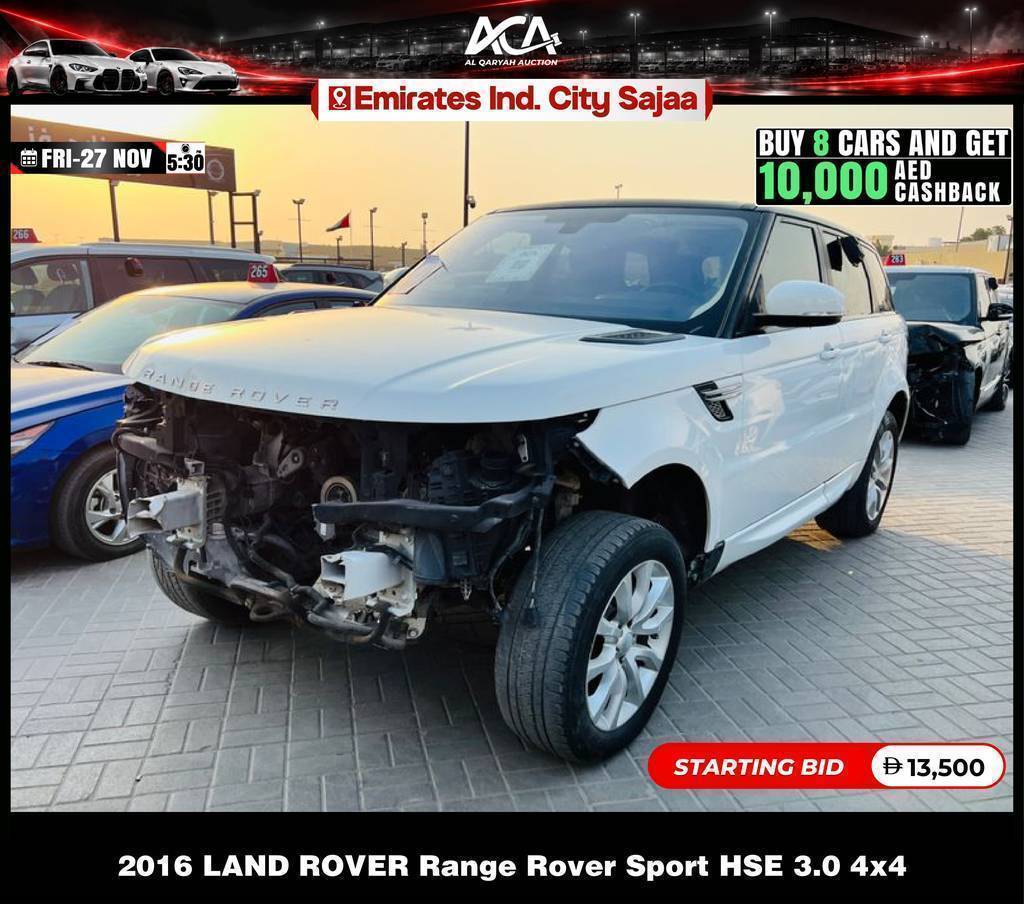 ACA
AL QARYAH AUCTION
Emirates Ind. City Sajaa
FRI-27 NOV 5:30
BUY 8 CARS AND GET
10,000 AED CASHBACK
266
265
263
RANGE ROVER
STARTING BID 13,500
2016 LAND ROVER Range Rover Sport HSE 3.0 4x4